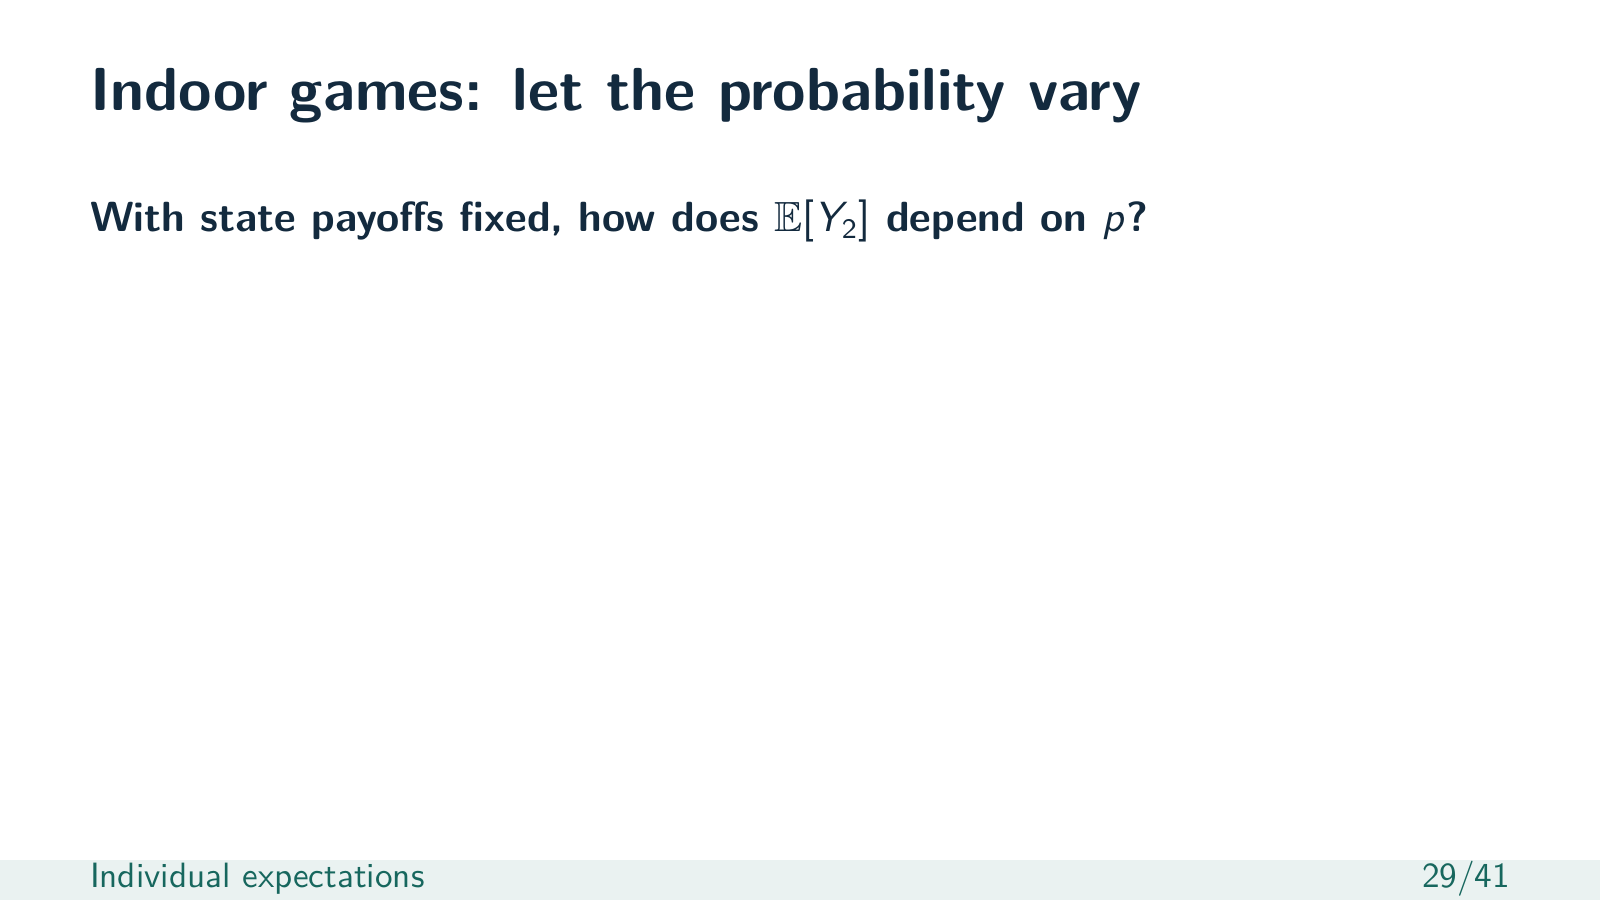 Indoor games: let the probability vary
With state payoffs fixed, how does 𝔼[Y₂] depend on p?
Individual expectations
29/41